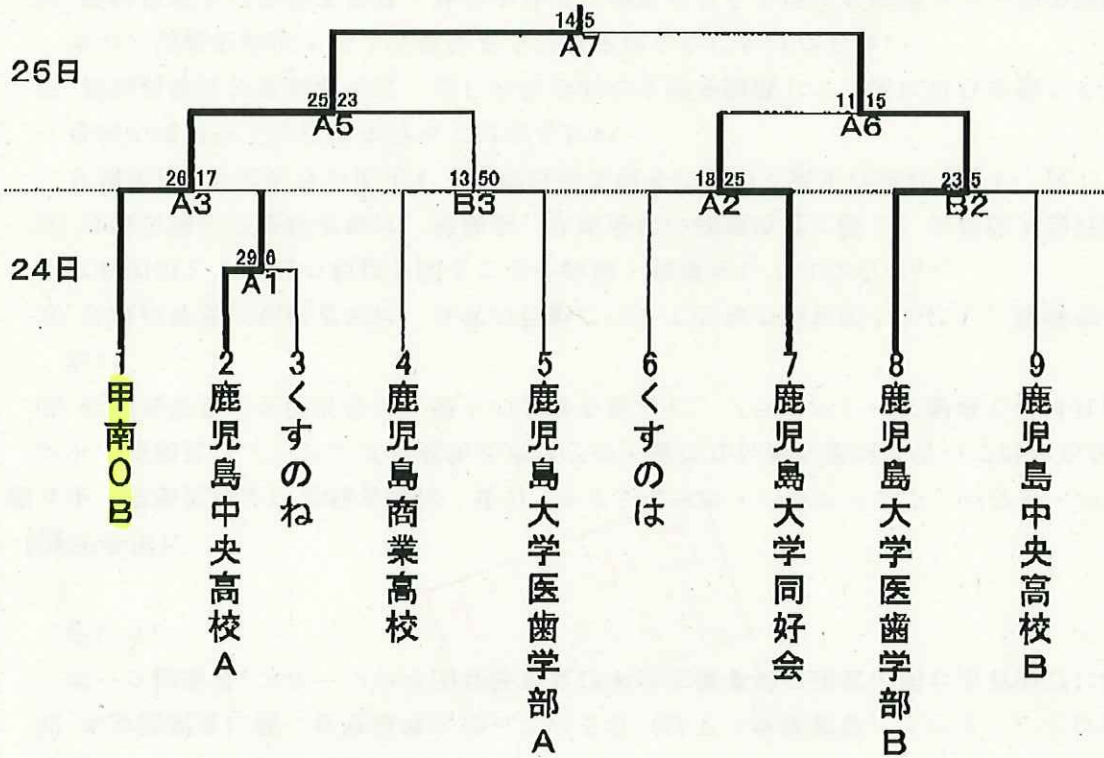 14 5
A7
25日
25 23
A5
11 15
A6
26 17
A3
13 50
B3
18 25
A2
23 5
B2
24日
29 6
A1
1 甲南OB
2 鹿児島中央高校A
3 くすのね
4 鹿児島商業高校
5 鹿児島大学医歯学部A
6 くすのは
7 鹿児島大学同好会
8 鹿児島大学医歯学部B
9 鹿児島中央高校B